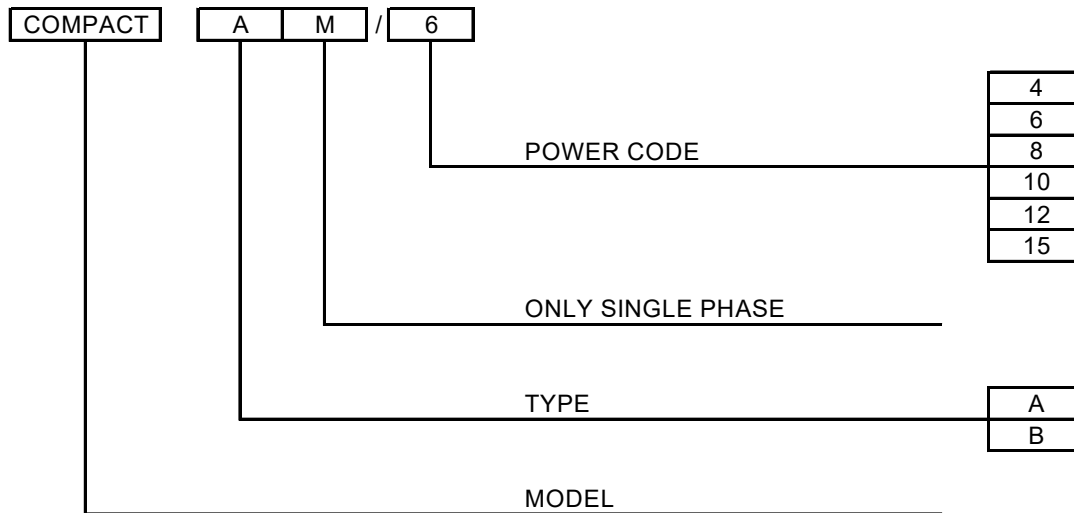 COMPACT A M / 6
4
6
POWER CODE 8
10
12
15
ONLY SINGLE PHASE
TYPE A
B
MODEL